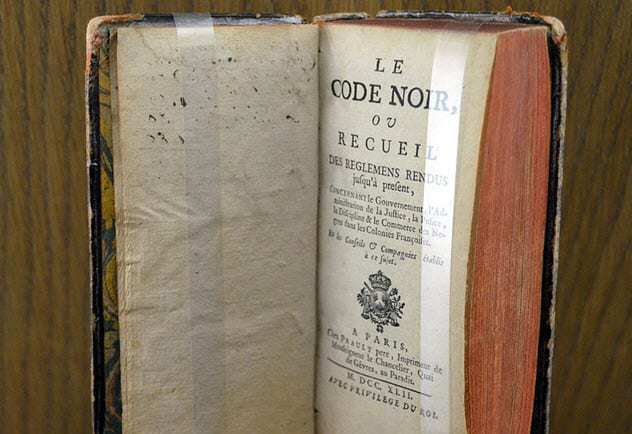 LE
CODE NOIR,
OU
RECUEIL
DES REGLEMENS RENDUS
jusqu'à present,
CONCERNANT le Gouvernement, l'Ad-
ministration de la Justice, la Police,
la Discipline & le Commerce des Ne-
gres dans les Colonies Françoises.
Et les Conseils & Compagnies établis
à ce sujet.
A PARIS,
Chez PRAULT pere, Imprimeur de
Monseigneur le Chancelier, Quai
de Gêvres, au Paradis.
M. DCC. XLII.
AVEC PRIVILEGE DU ROI.